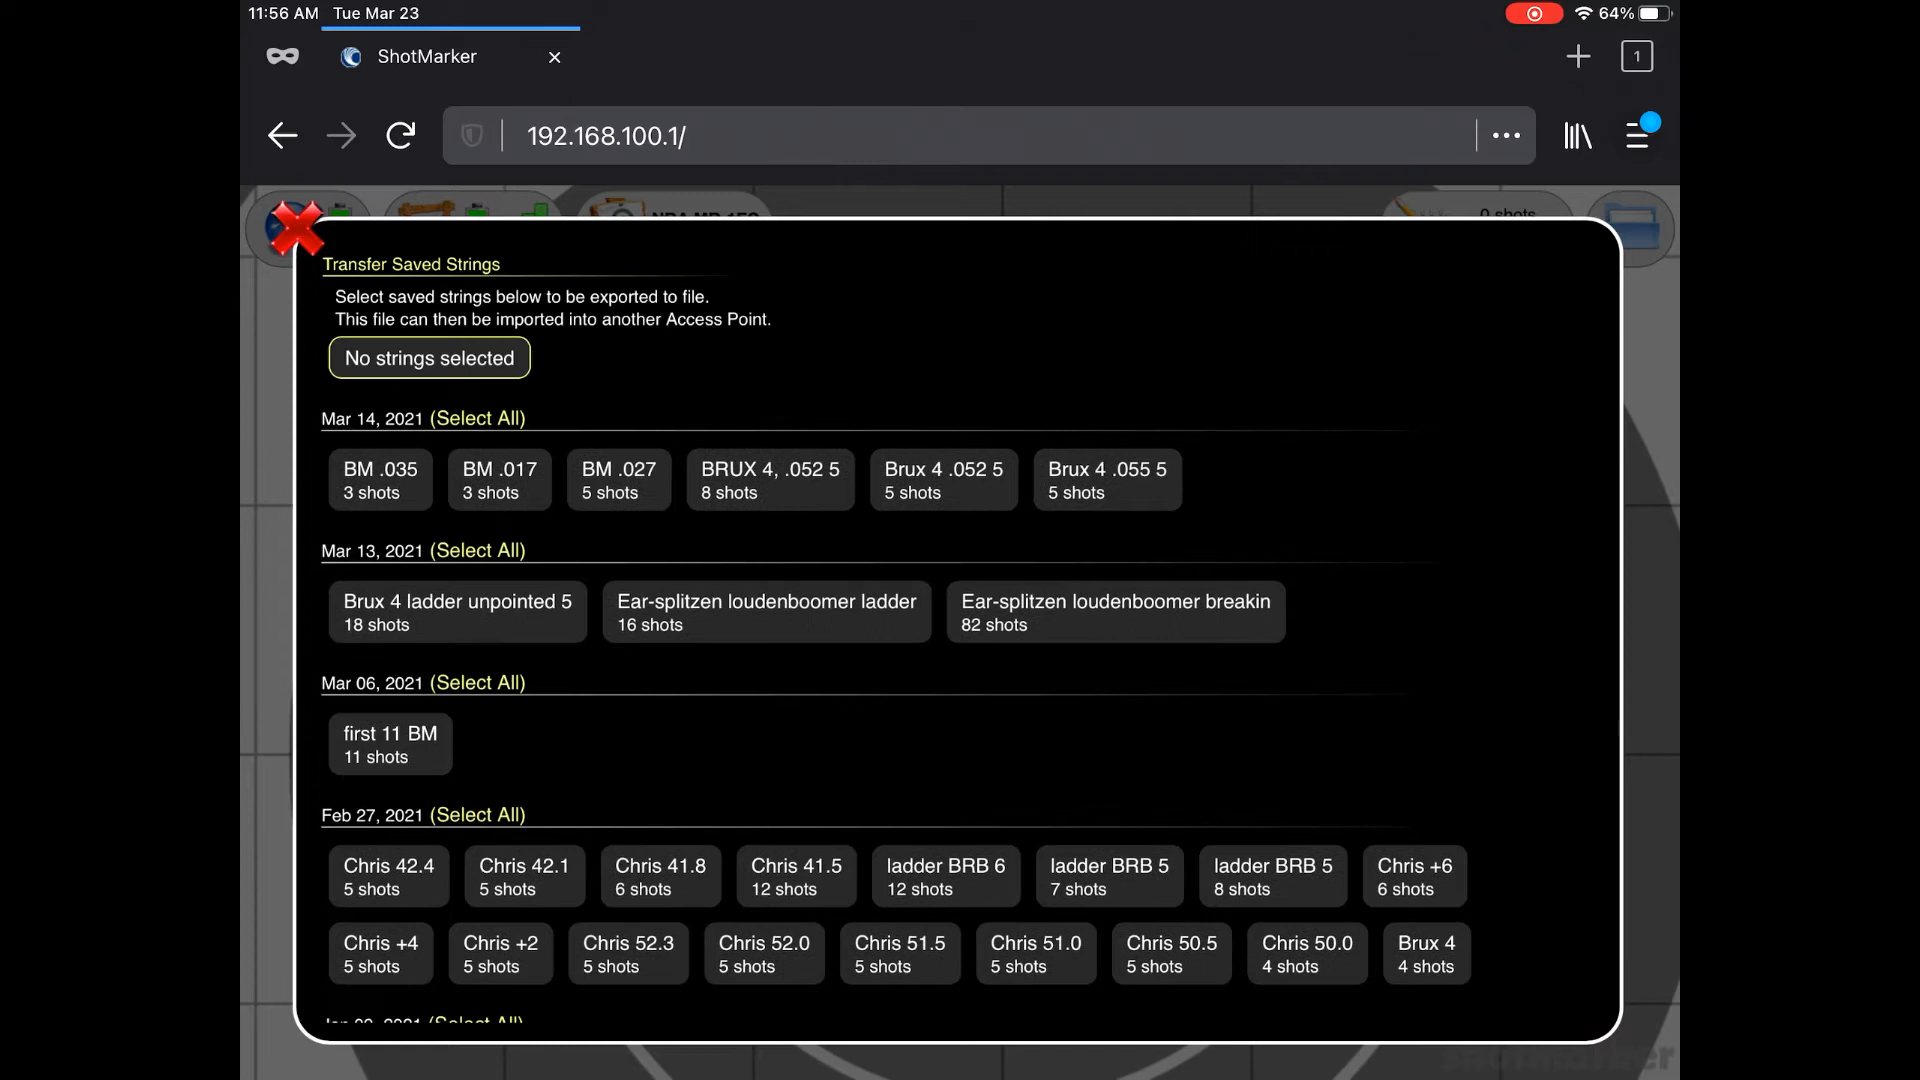 11:56 AM Tue Mar 23
64%
ShotMarker
1
192.168.100.1/
0 shots
Transfer Saved Strings
Select saved strings below to be exported to file.
This file can then be imported into another Access Point.
No strings selected
Mar 14, 2021 (Select All)
BM .035
3 shots
BM .017
3 shots
BM .027
5 shots
BRUX 4, .052 5
8 shots
Brux 4 .052 5
5 shots
Brux 4 .055 5
5 shots
Mar 13, 2021 (Select All)
Brux 4 ladder unpointed 5
18 shots
Ear-splitzen loudenboomer ladder
16 shots
Ear-splitzen loudenboomer breakin
82 shots
Mar 06, 2021 (Select All)
first 11 BM
11 shots
Feb 27, 2021 (Select All)
Chris 42.4
5 shots
Chris 42.1
5 shots
Chris 41.8
6 shots
Chris 41.5
12 shots
ladder BRB 6
12 shots
ladder BRB 5
7 shots
ladder BRB 5
8 shots
Chris +6
6 shots
Chris +4
5 shots
Chris +2
5 shots
Chris 52.3
5 shots
Chris 52.0
5 shots
Chris 51.5
5 shots
Chris 51.0
5 shots
Chris 50.5
5 shots
Chris 50.0
4 shots
Brux 4
4 shots
(Select All)